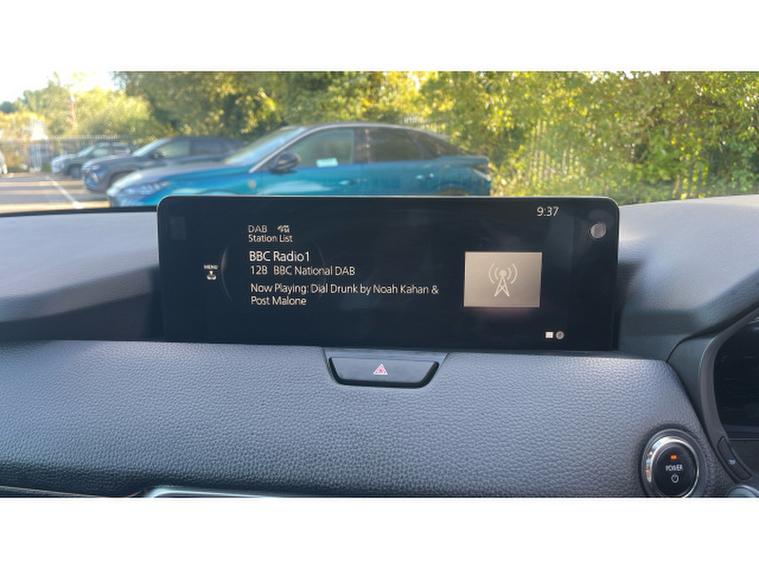 9:37
DAB
Station List
BBC Radio1
12B BBC National DAB
MENU
Now Playing: Dial Drunk by Noah Kahan &
Post Malone
POWER